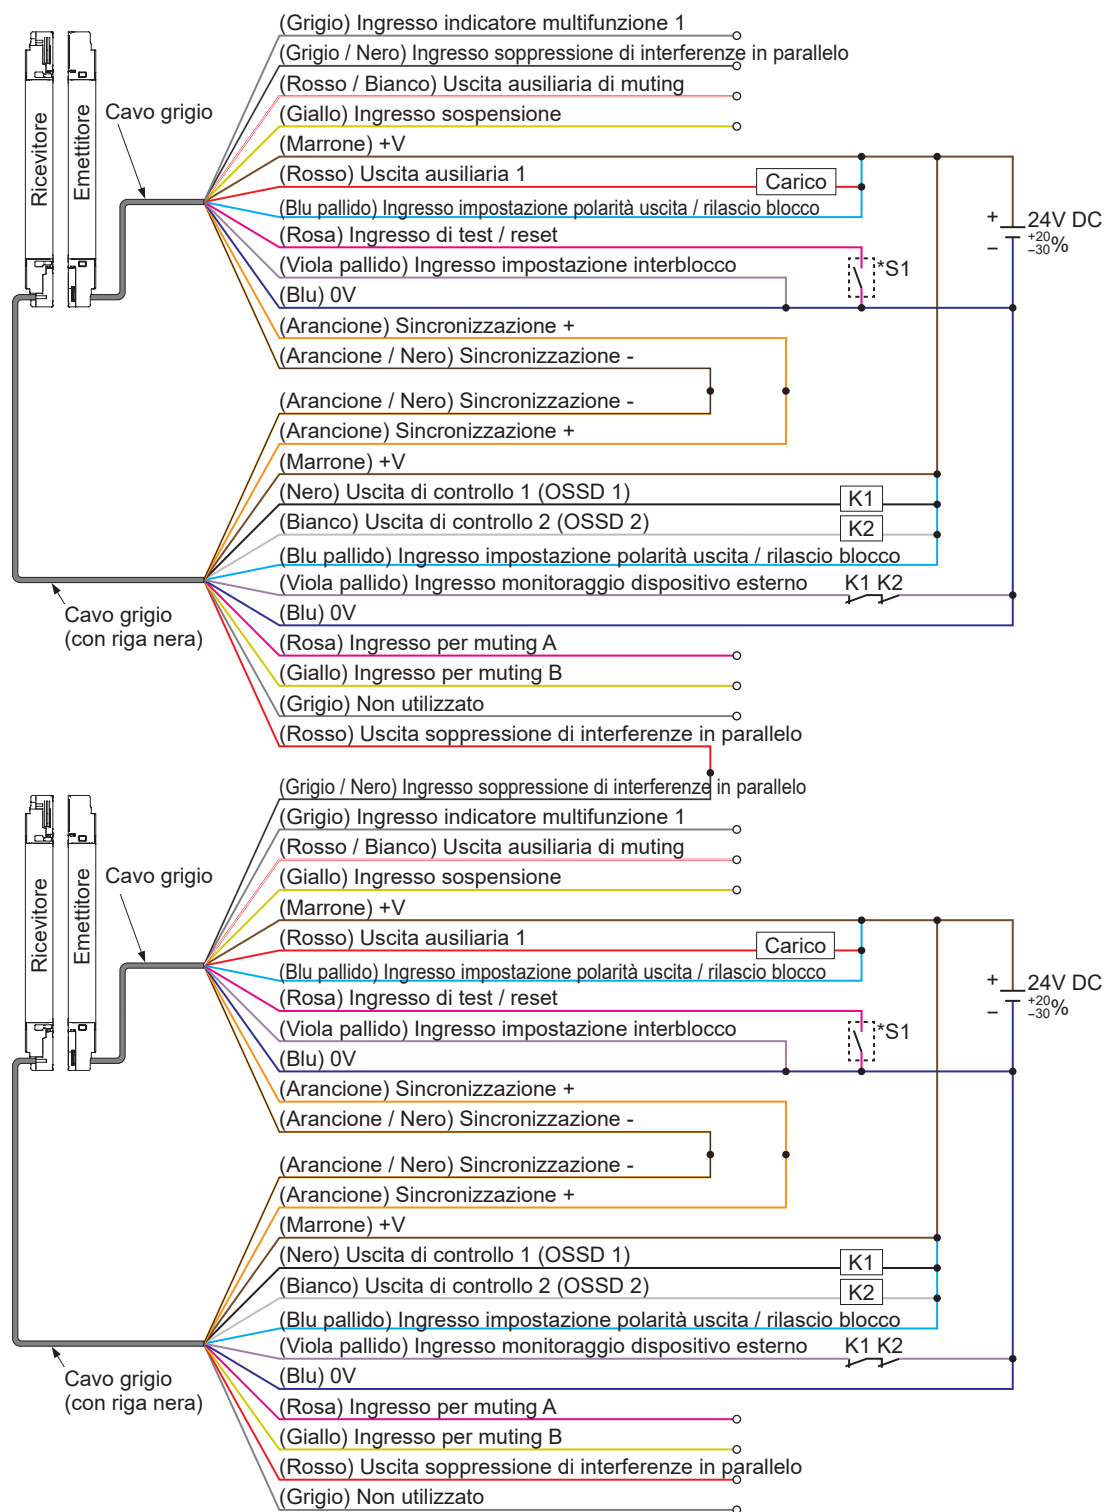 (Grigio) Ingresso indicatore multifunzione 1
(Grigio / Nero) Ingresso soppressione di interferenze in parallelo
(Rosso / Bianco) Uscita ausiliaria di muting
(Giallo) Ingresso sospensione
(Marrone) +V
(Rosso) Uscita ausiliaria 1
Carico
(Blu pallido) Ingresso impostazione polarità uscita / rilascio blocco
(Rosa) Ingresso di test / reset
(Viola pallido) Ingresso impostazione interblocco
*S1
(Blu) 0V
(Arancione) Sincronizzazione +
(Arancione / Nero) Sincronizzazione -
Ricevitore
Emettitore
Cavo grigio
+
−
24V DC
+20
−30%
(Arancione / Nero) Sincronizzazione -
(Arancione) Sincronizzazione +
(Marrone) +V
(Nero) Uscita di controllo 1 (OSSD 1)
K1
(Bianco) Uscita di controllo 2 (OSSD 2)
K2
(Blu pallido) Ingresso impostazione polarità uscita / rilascio blocco
(Viola pallido) Ingresso monitoraggio dispositivo esterno
K1 K2
(Blu) 0V
(Rosa) Ingresso per muting A
(Giallo) Ingresso per muting B
(Grigio) Non utilizzato
(Rosso) Uscita soppressione di interferenze in parallelo
Cavo grigio
(con riga nera)
(Grigio / Nero) Ingresso soppressione di interferenze in parallelo
(Grigio) Ingresso indicatore multifunzione 1
(Rosso / Bianco) Uscita ausiliaria di muting
(Giallo) Ingresso sospensione
(Marrone) +V
(Rosso) Uscita ausiliaria 1
Carico
(Blu pallido) Ingresso impostazione polarità uscita / rilascio blocco
(Rosa) Ingresso di test / reset
(Viola pallido) Ingresso impostazione interblocco
*S1
(Blu) 0V
(Arancione) Sincronizzazione +
(Arancione / Nero) Sincronizzazione -
Ricevitore
Emettitore
Cavo grigio
+
−
24V DC
+20
−30%
(Arancione / Nero) Sincronizzazione -
(Arancione) Sincronizzazione +
(Marrone) +V
(Nero) Uscita di controllo 1 (OSSD 1)
K1
(Bianco) Uscita di controllo 2 (OSSD 2)
K2
(Blu pallido) Ingresso impostazione polarità uscita / rilascio blocco
(Viola pallido) Ingresso monitoraggio dispositivo esterno
K1 K2
(Blu) 0V
(Rosa) Ingresso per muting A
(Giallo) Ingresso per muting B
(Rosso) Uscita soppressione di interferenze in parallelo
(Grigio) Non utilizzato
Cavo grigio
(con riga nera)